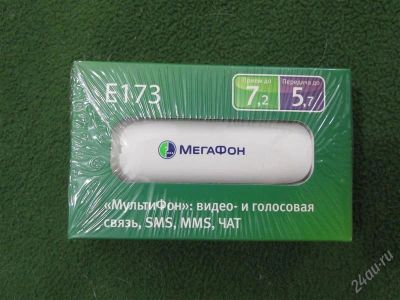 E173
Приём до
7,2
Передача до
5,7
МЕГАФОН
«МультиФон»: видео- и голосовая
связь, SMS, MMS, ЧАТ
24au.ru